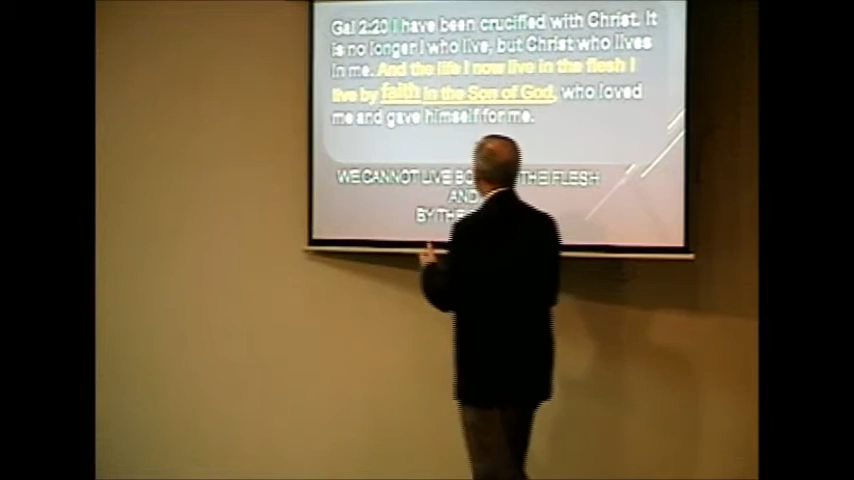 Gal 2:20 I have been crucified with Christ. It
is no longer I who live, but Christ who lives
in me. And the life I now live in the flesh I
live by faith in the Son of God, who loved
me and gave himself for me.
WE CANNOT LIVE THE FLESH
AND
BY